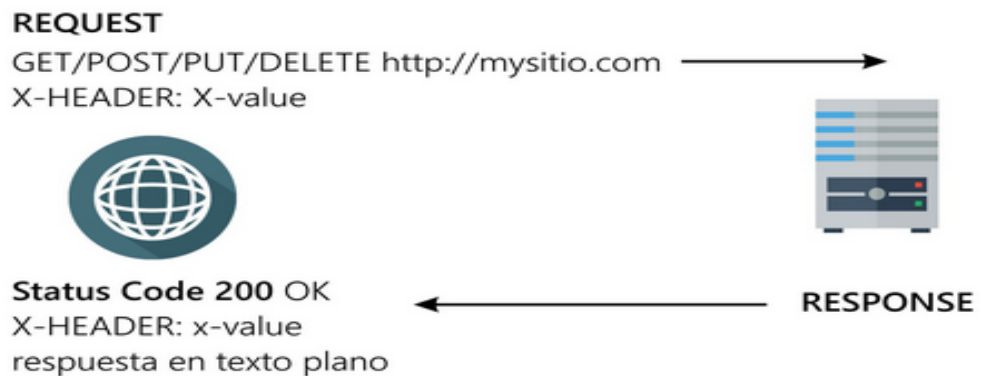 REQUEST
GET/POST/PUT/DELETE http://mysitio.com
X-HEADER: X-value
Status Code 200 OK
X-HEADER: x-value
respuesta en texto plano
RESPONSE